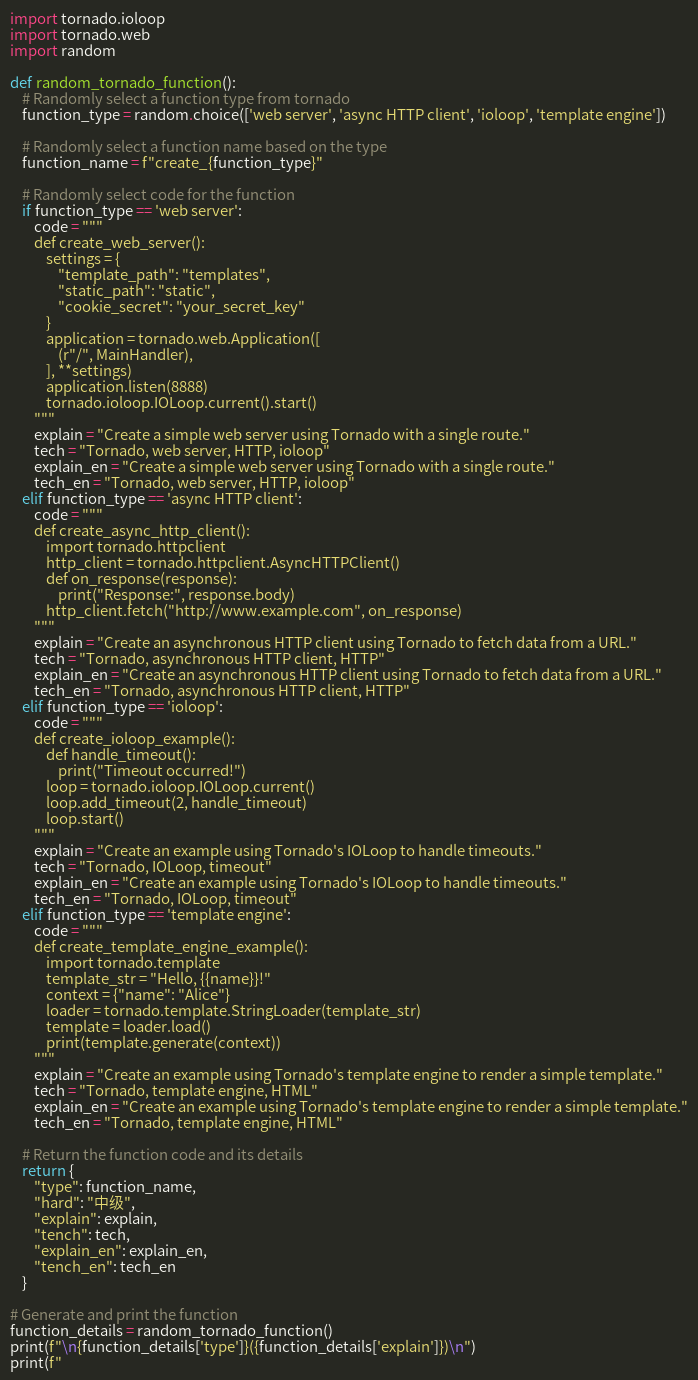 import tornado.ioloop
import tornado.web
import random

def random_tornado_function():
    # Randomly select a function type from tornado
    function_type = random.choice(['web server', 'async HTTP client', 'ioloop', 'template engine'])

    # Randomly select a function name based on the type
    function_name = f"create_{function_type}"

    # Randomly select code for the function
    if function_type == 'web server':
        code = """
        def create_web_server():
            settings = {
                "template_path": "templates",
                "static_path": "static",
                "cookie_secret": "your_secret_key"
            }
            application = tornado.web.Application([
                (r"/", MainHandler),
            ], **settings)
            application.listen(8888)
            tornado.ioloop.IOLoop.current().start()
        """
        explain = "Create a simple web server using Tornado with a single route."
        tech = "Tornado, web server, HTTP, ioloop"
        explain_en = "Create a simple web server using Tornado with a single route."
        tech_en = "Tornado, web server, HTTP, ioloop"
    elif function_type == 'async HTTP client':
        code = """
        def create_async_http_client():
            import tornado.httpclient
            http_client = tornado.httpclient.AsyncHTTPClient()
            def on_response(response):
                print("Response:", response.body)
            http_client.fetch("http://www.example.com", on_response)
        """
        explain = "Create an asynchronous HTTP client using Tornado to fetch data from a URL."
        tech = "Tornado, asynchronous HTTP client, HTTP"
        explain_en = "Create an asynchronous HTTP client using Tornado to fetch data from a URL."
        tech_en = "Tornado, asynchronous HTTP client, HTTP"
    elif function_type == 'ioloop':
        code = """
        def create_ioloop_example():
            def handle_timeout():
                print("Timeout occurred!")
            loop = tornado.ioloop.IOLoop.current()
            loop.add_timeout(2, handle_timeout)
            loop.start()
        """
        explain = "Create an example using Tornado's IOLoop to handle timeouts."
        tech = "Tornado, IOLoop, timeout"
        explain_en = "Create an example using Tornado's IOLoop to handle timeouts."
        tech_en = "Tornado, IOLoop, timeout"
    elif function_type == 'template engine':
        code = """
        def create_template_engine_example():
            import tornado.template
            template_str = "Hello, {{name}}!"
            context = {"name": "Alice"}
            loader = tornado.template.StringLoader(template_str)
            template = loader.load()
            print(template.generate(context))
        """
        explain = "Create an example using Tornado's template engine to render a simple template."
        tech = "Tornado, template engine, HTML"
        explain_en = "Create an example using Tornado's template engine to render a simple template."
        tech_en = "Tornado, template engine, HTML"

    # Return the function code and its details
    return {
        "type": function_name,
        "hard": "中级",
        "explain": explain,
        "tench": tech,
        "explain_en": explain_en,
        "tench_en": tech_en
    }

# Generate and print the function
function_details = random_tornado_function()
print(f"\n{function_details['type']}({function_details['explain']})\n")
print(f"